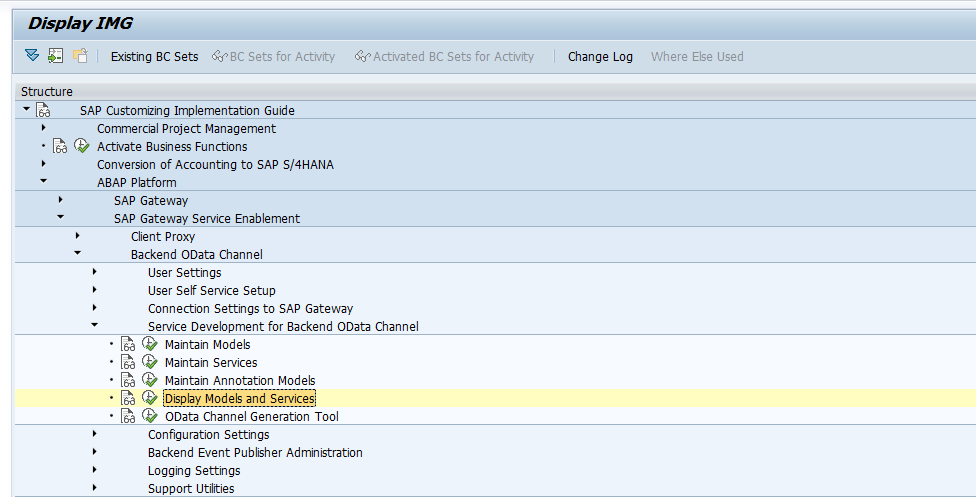 Display IMG
Existing BC Sets BC Sets for Activity Activated BC Sets for Activity Change Log Where Else Used
Structure
SAP Customizing Implementation Guide
Commercial Project Management
Activate Business Functions
Conversion of Accounting to SAP S/4HANA
ABAP Platform
SAP Gateway
SAP Gateway Service Enablement
Client Proxy
Backend OData Channel
User Settings
User Self Service Setup
Connection Settings to SAP Gateway
Service Development for Backend OData Channel
Maintain Models
Maintain Services
Maintain Annotation Models
Display Models and Services
OData Channel Generation Tool
Configuration Settings
Backend Event Publisher Administration
Logging Settings
Support Utilities